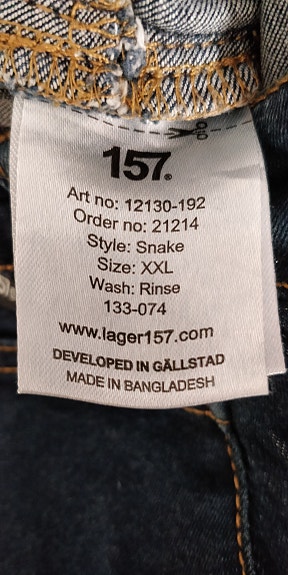 157®
Art no: 12130-192
Order no: 21214
Style: Snake
Size: XXL
Wash: Rinse
133-074
www.lager157.com
DEVELOPED IN GÄLLSTAD
MADE IN BANGLADESH